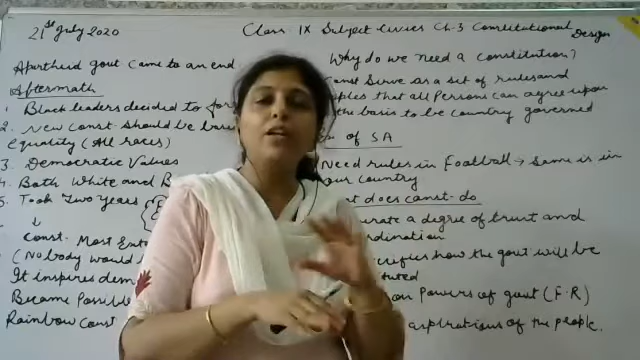 21st July 2020
Class IX Subject Civics Ch-3 Constitutional Design
Apartheid govt came to an end
Aftermath
1. Black leaders decided to for
2. New Const should be
Equality (All races)
3. Democratic Values
4. Both White and B
5. Took Two Years
↓
Const. Most
(Nobody would
It inspires dem
Became Possible
Rainbow Const
Why do we need a constitution?
Const Serve as a set of rules and
ples that all Persons can agree upon
the basis to be country governed
of SA
Need rules in Football → Same is in
our country
t does const- do
a degree of trust and
rdination
how the govt will be
tuted
on Powers of govt (F.R)
aspirations of the people.